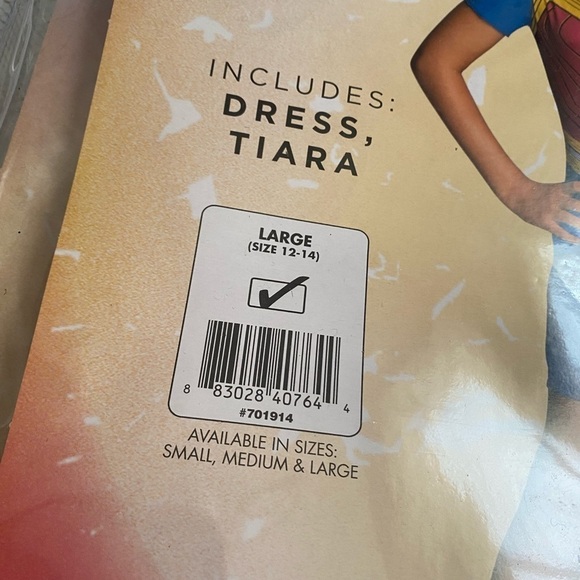 INCLUDES:
DRESS,
TIARA
LARGE
(SIZE 12-14)
8 83028 40764 4
#701914
AVAILABLE IN SIZES:
SMALL, MEDIUM & LARGE